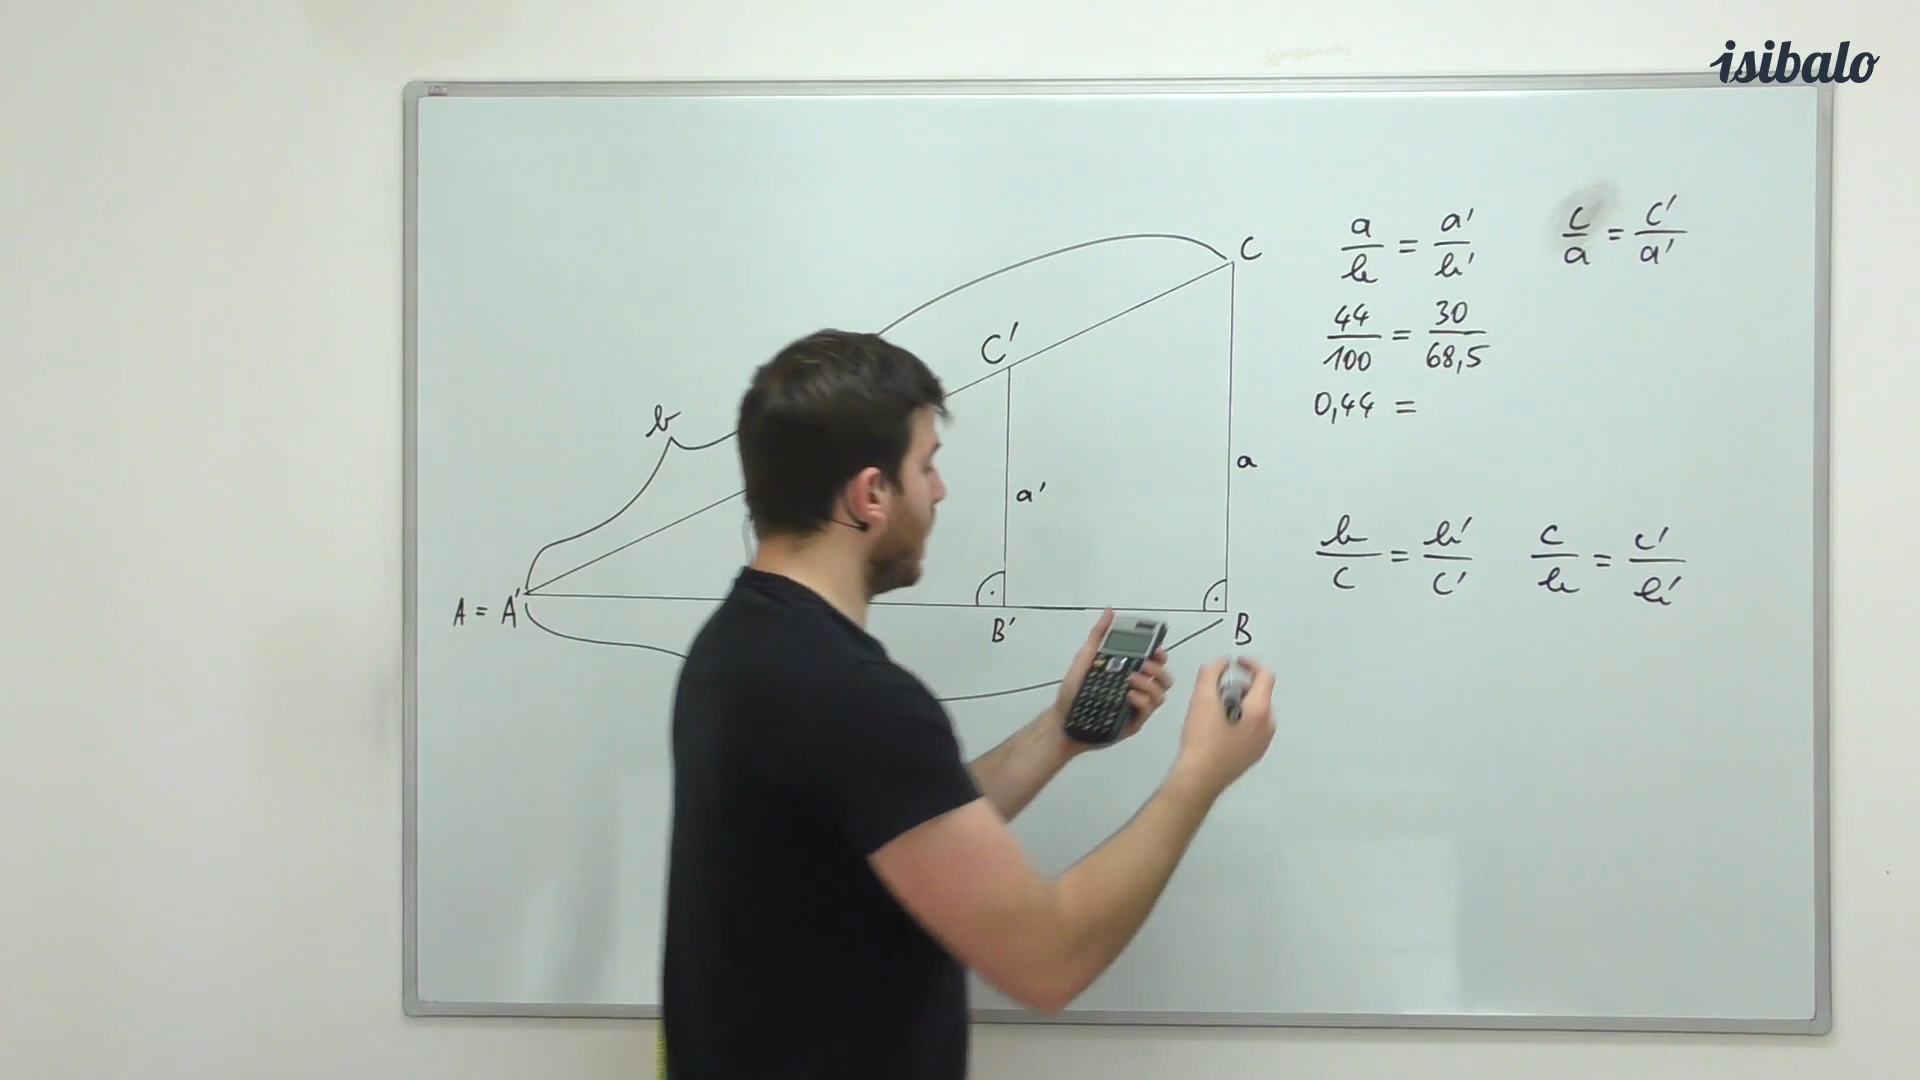 isibalo
C
C'
b
a'
a
A = A'
B'
B
a/b = a'/b'
c/a = c'/a'
44/100 = 30/68,5
0,44 =
b/c = b'/c'
c/b = c'/b'